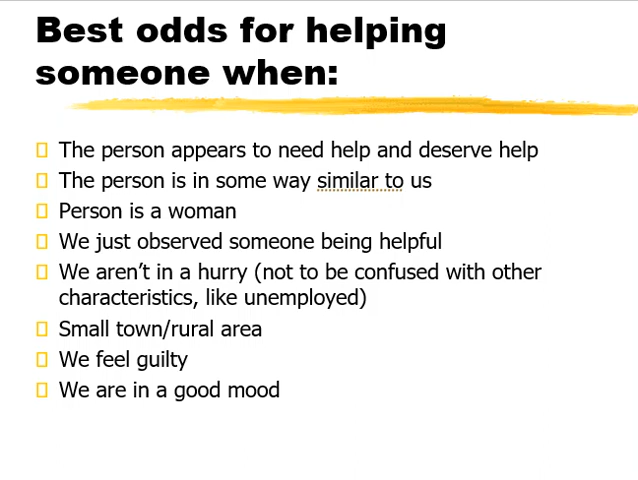 Best odds for helping
someone when:
The person appears to need help and deserve help
The person is in some way similar to us
Person is a woman
We just observed someone being helpful
We aren’t in a hurry (not to be confused with other
characteristics, like unemployed)
Small town/rural area
We feel guilty
We are in a good mood